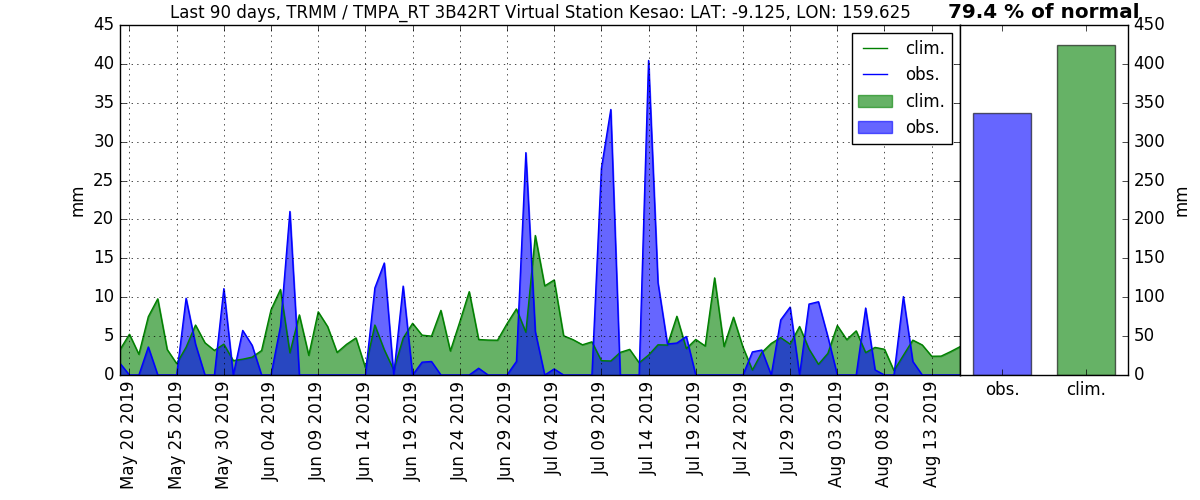 Last 90 days, TRMM / TMPA_RT 3B42RT Virtual Station Kesao: LAT: -9.125, LON: 159.625
79.4 % of normal
45
40
35
30
25
20
15
10
5
0
mm
clim.
obs.
clim.
obs.
May 20 2019
May 25 2019
May 30 2019
Jun 04 2019
Jun 09 2019
Jun 14 2019
Jun 19 2019
Jun 24 2019
Jun 29 2019
Jul 04 2019
Jul 09 2019
Jul 14 2019
Jul 19 2019
Jul 24 2019
Jul 29 2019
Aug 03 2019
Aug 08 2019
Aug 13 2019
450
400
350
300
250
200
150
100
50
0
mm
obs.
clim.